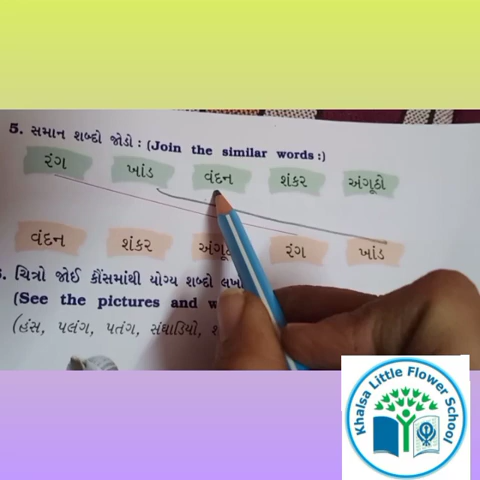 5. સમાન શબ્દો જોડો : (Join the similar words:)
રંગ ખાંડ વંદન શંકર અંગૂઠો
વંદન શંકર રંગ ખાંડ
ચિત્રો જોઈ કૌંસમાંથી યોગ્ય શબ્દો લખો
(See the pictures and
(હંસ, પલંગ, પતંગ, સંઘાડિયો,
Khalsa Little Flower School